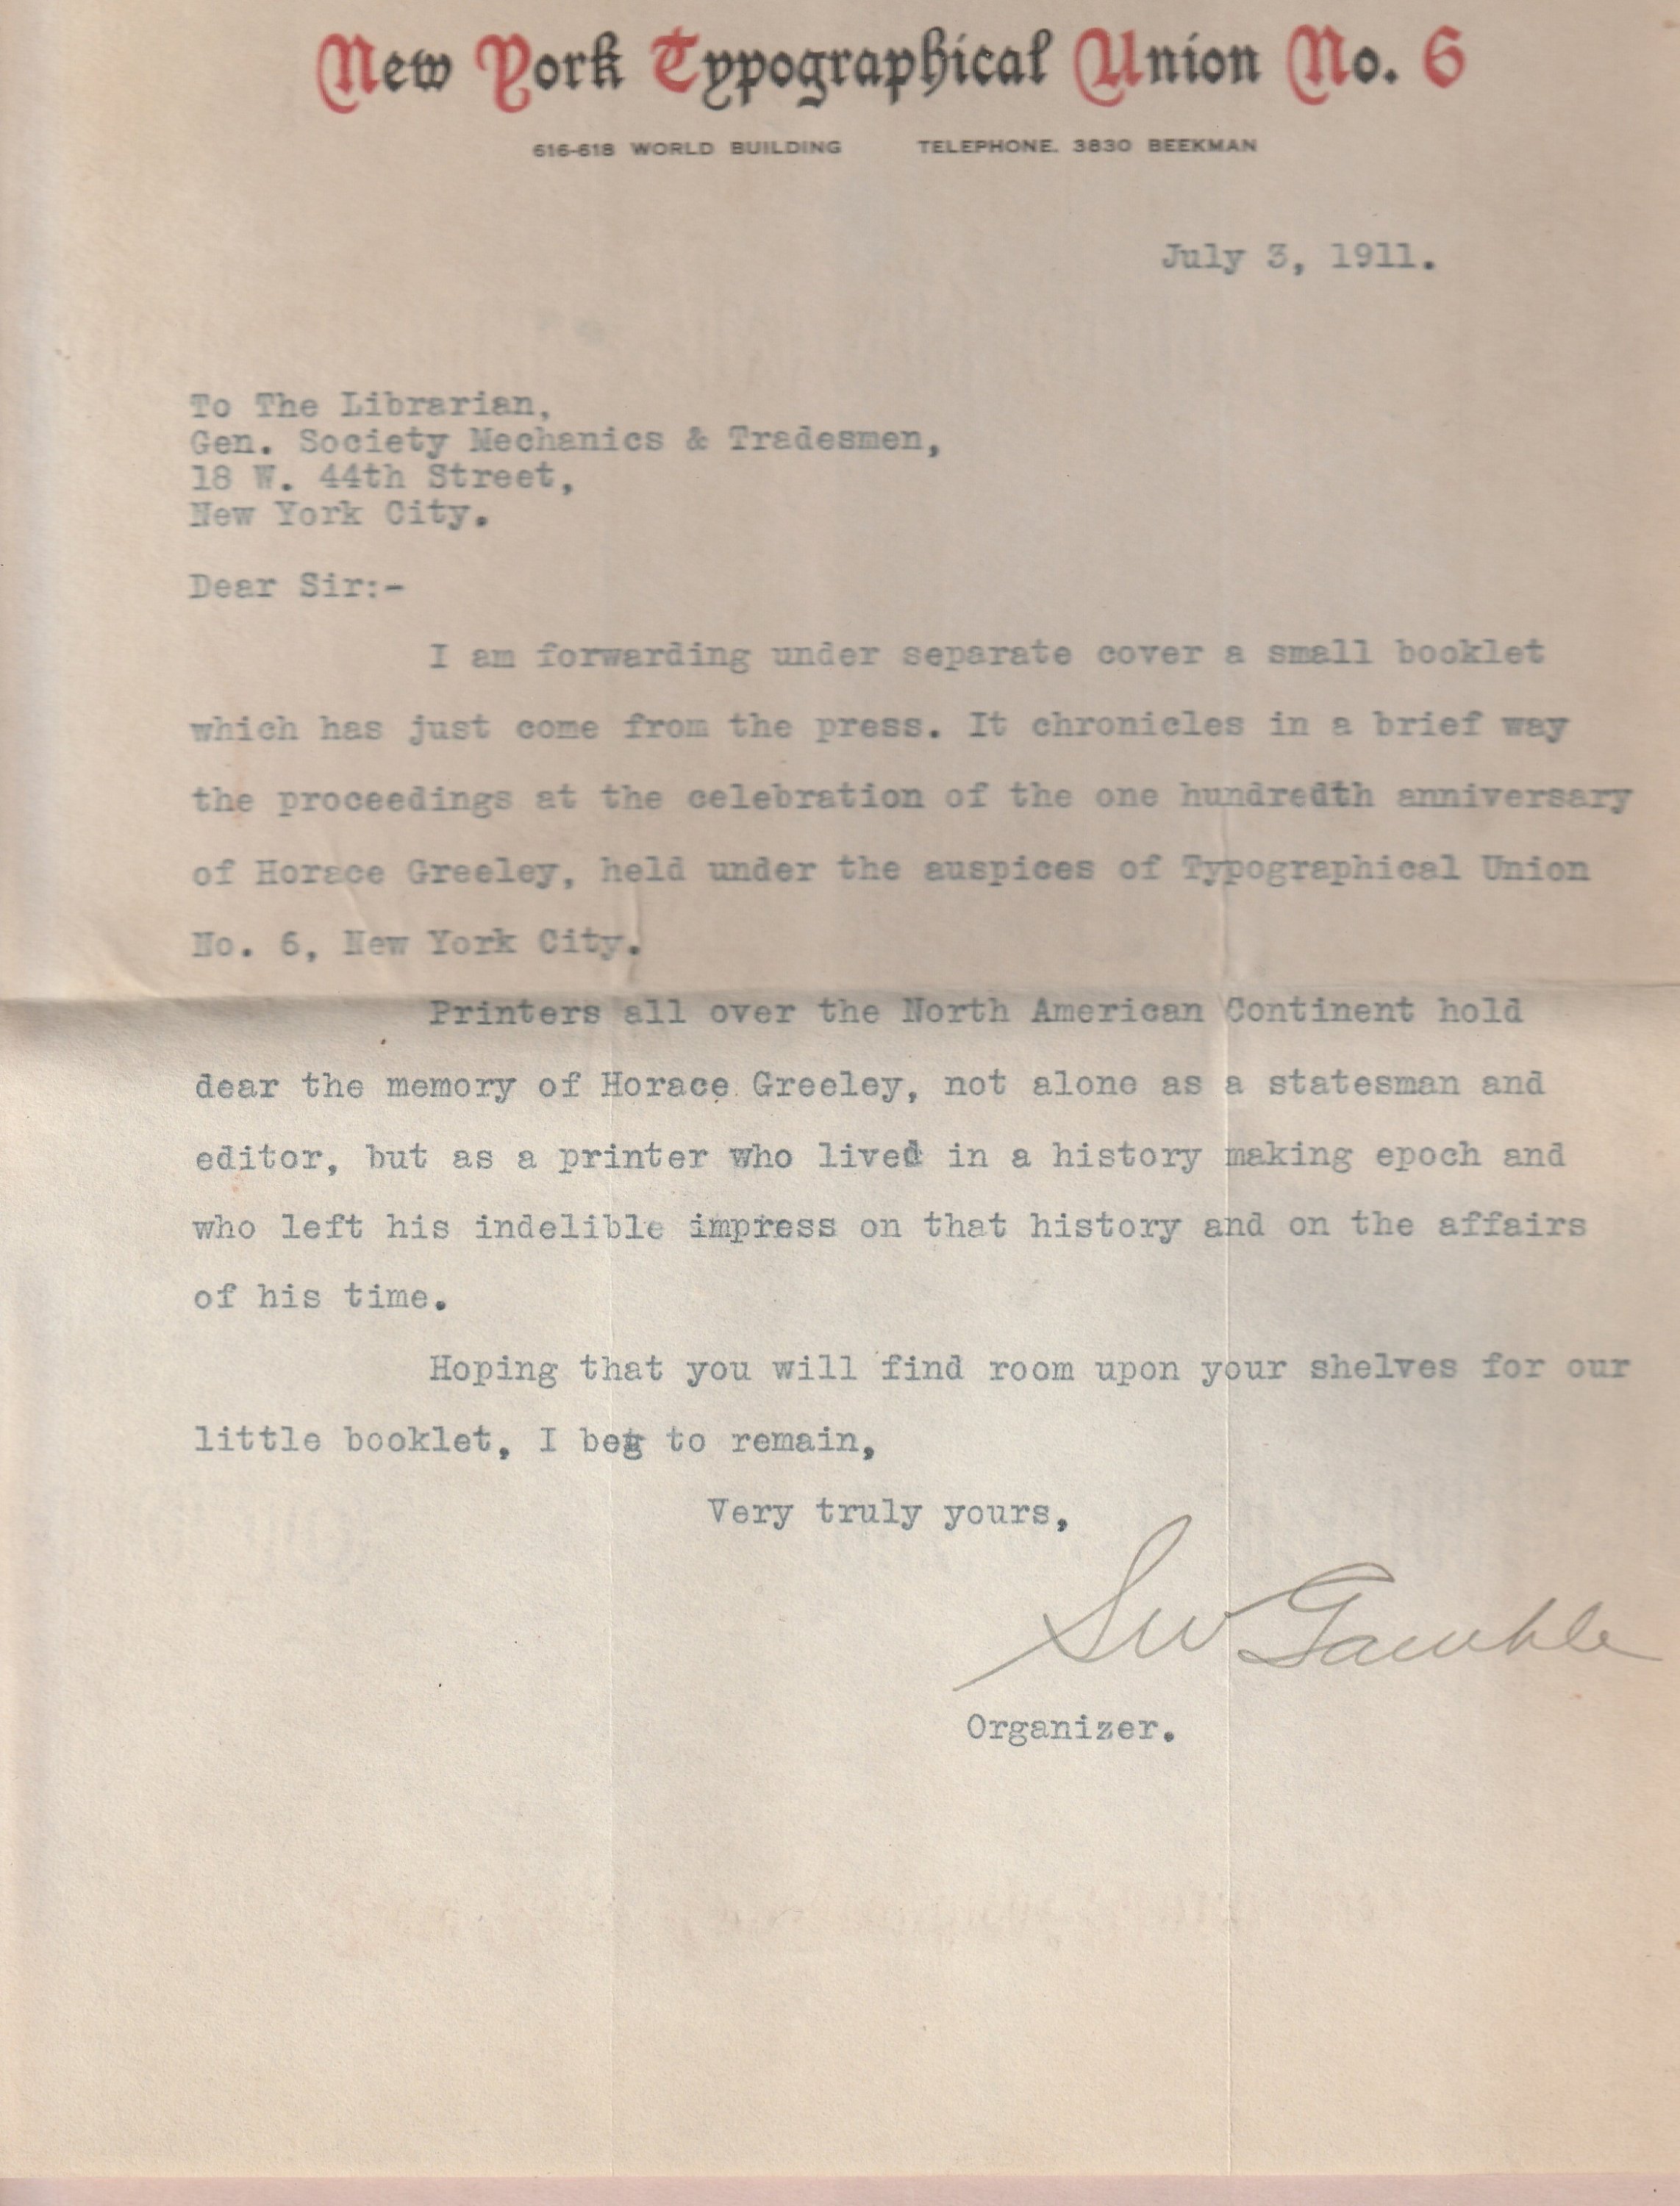 New York Typographical Union No. 6
616-618 WORLD BUILDING TELEPHONE. 3830 BEEKMAN
July 3, 1911.
To The Librarian,
Gen. Society Mechanics & Tradesmen,
18 W. 44th Street,
New York City.
Dear Sir:-
I am forwarding under separate cover a small booklet
which has just come from the press. It chronicles in a brief way
the proceedings at the celebration of the one hundredth anniversary
of Horace Greeley, held under the auspices of Typographical Union
No. 6, New York City.
Printers all over the North American Continent hold
dear the memory of Horace Greeley, not alone as a statesman and
editor, but as a printer who lived in a history making epoch and
who left his indelible impress on that history and on the affairs
of his time.
Hoping that you will find room upon your shelves for our
little booklet, I beg to remain,
Very truly yours,
SW Gamble
Organizer.